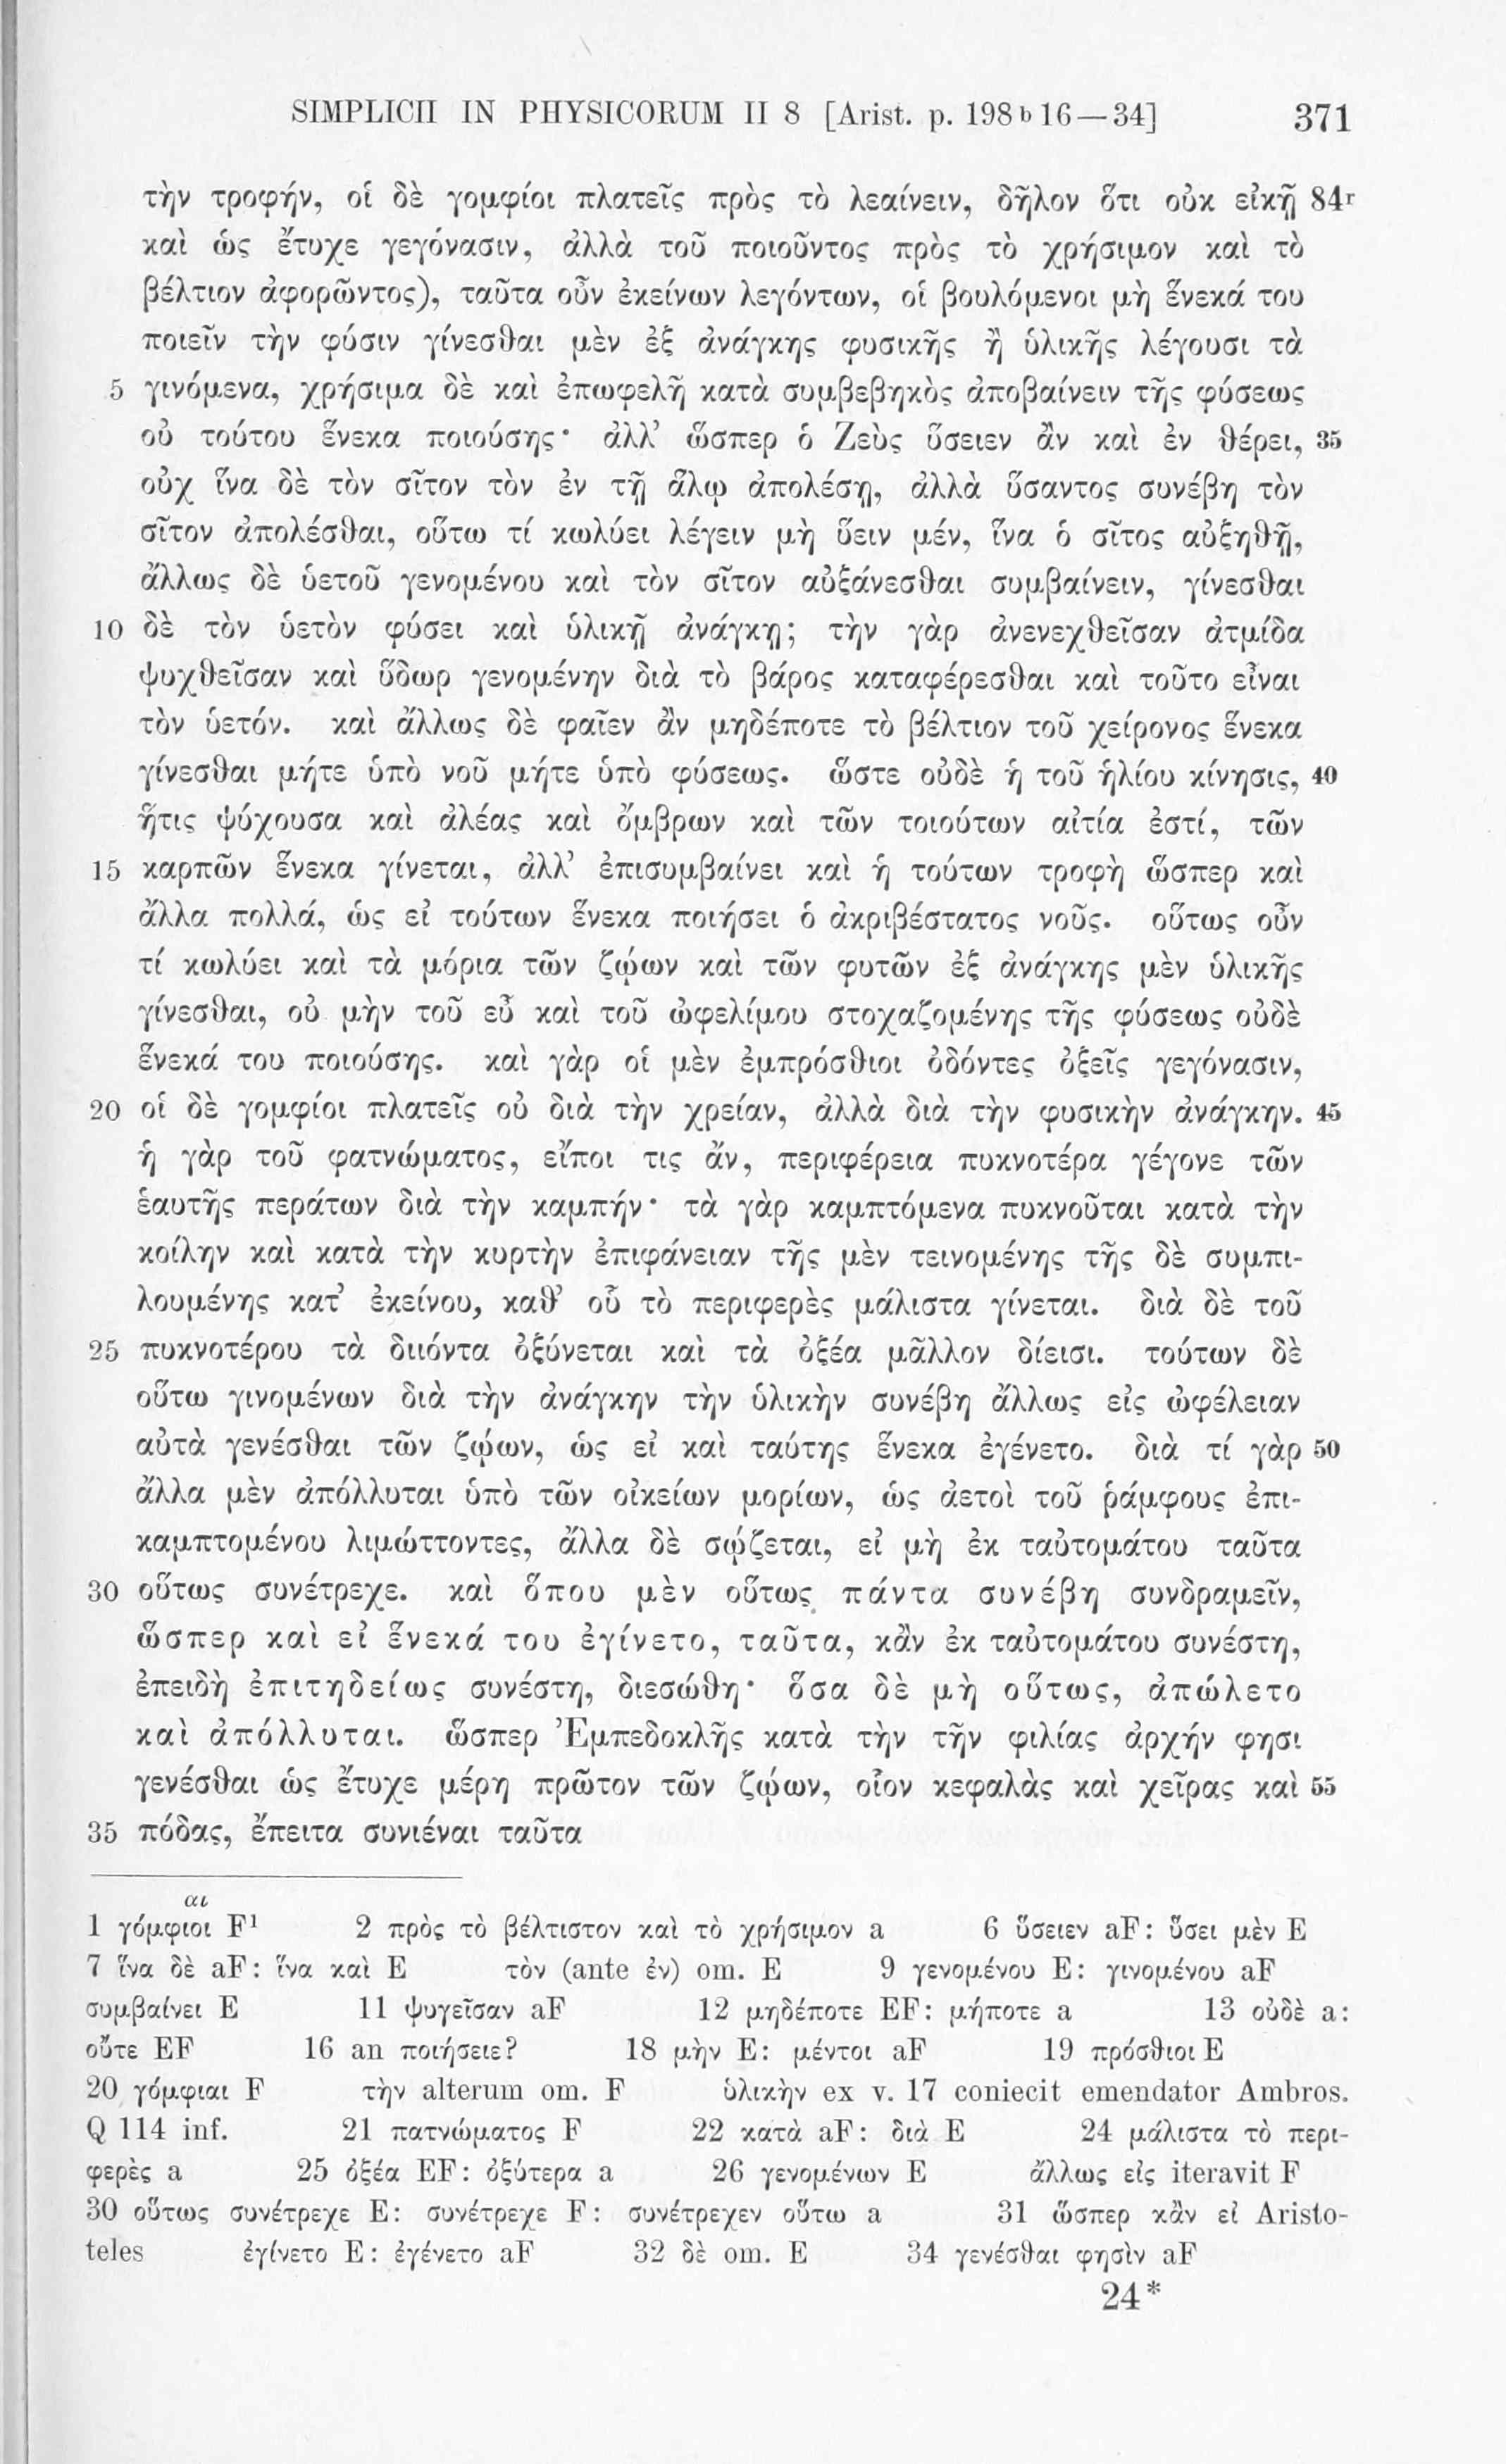 SIMPLICII IN PHYSICORUM II 8 [Arist. p. 198 b 16 — 34] 371
τὴν τροφήν, οἱ δὲ γομφίοι πλατεῖς πρὸς τὸ λεαίνειν, δῆλον ὅτι οὐκ εἰκῇ 84r
καὶ ὡς ἔτυχε γεγόνασιν, ἀλλὰ τοῦ ποιοῦντος πρὸς τὸ χρήσιμον καὶ τὸ
βέλτιον ἀφορῶντος), ταῦτα οὖν ἐκείνων λεγόντων, οἱ βουλόμενοι μὴ ἕνεκά του
ποιεῖν τὴν φύσιν γίνεσθαι μὲν ἐξ ἀνάγκης φυσικῆς ἢ ὑλικῆς λέγουσι τὰ
5 γινόμενα, χρήσιμα δὲ καὶ ἐπωφελῆ κατὰ συμβεβηκὸς ἀποβαίνειν τῆς φύσεως
οὐ τούτου ἕνεκα ποιούσης· ἀλλ’ ὥσπερ ὁ Ζεὺς ὕσειεν ἂν καὶ ἐν θέρει, 35
οὐχ ἵνα δὲ τὸν σῖτον τὸν ἐν τῇ ἅλῳ ἀπολέσῃ, ἀλλὰ ὕσαντος συνέβη τὸν
σῖτον ἀπολέσθαι, οὕτω τί κωλύει λέγειν μὴ ὕειν μέν, ἵνα ὁ σῖτος αὐξηθῇ,
ἄλλως δὲ ὑετοῦ γενομένου καὶ τὸν σῖτον αὐξάνεσθαι συμβαίνειν, γίνεσθαι
10 δὲ τὸν ὑετὸν φύσει καὶ ὑλικῇ ἀνάγκῃ; τὴν γὰρ ἀνενεχθεῖσαν ἀτμίδα
ψυχθεῖσαν καὶ ὕδωρ γενομένην διὰ τὸ βάρος καταφέρεσθαι καὶ τοῦτο εἶναι
τὸν ὑετόν. καὶ ἄλλως δὲ φαῖεν ἂν μηδέποτε τὸ βέλτιον τοῦ χείρονος ἕνεκα
γίνεσθαι μήτε ὑπὸ νοῦ μήτε ὑπὸ φύσεως. ὥστε οὐδὲ ἡ τοῦ ἡλίου κίνησις, 40
ἥτις ψύχουσα καὶ ἀλέας καὶ ὄμβρων καὶ τῶν τοιούτων αἰτία ἐστί, τῶν
15 καρπῶν ἕνεκα γίνεται, ἀλλ’ ἐπισυμβαίνει καὶ ἡ τούτων τροφὴ ὥσπερ καὶ
ἄλλα πολλά, ὡς εἰ τούτων ἕνεκα ποιήσει ὁ ἀκριβέστατος νοῦς. οὕτως οὖν
τί κωλύει καὶ τὰ μόρια τῶν ζῴων καὶ τῶν φυτῶν ἐξ ἀνάγκης μὲν ὑλικῆς
γίνεσθαι, οὐ μὴν τοῦ εὖ καὶ τοῦ ὠφελίμου στοχαζομένης τῆς φύσεως οὐδὲ
ἕνεκά του ποιούσης. καὶ γὰρ οἱ μὲν ἐμπρόσθιοι ὀδόντες ὀξεῖς γεγόνασιν,
20 οἱ δὲ γομφίοι πλατεῖς οὐ διὰ τὴν χρείαν, ἀλλὰ διὰ τὴν φυσικὴν ἀνάγκην. 45
ἡ γὰρ τοῦ φατνώματος, εἴποι τις ἄν, περιφέρεια πυκνοτέρα γέγονε τῶν
ἑαυτῆς περάτων διὰ τὴν καμπήν· τὰ γὰρ καμπτόμενα πυκνοῦται κατὰ τὴν
κοίλην καὶ κατὰ τὴν κυρτὴν ἐπιφάνειαν τῆς μὲν τεινομένης τῆς δὲ συμπι-
λουμένης κατ’ ἐκείνου, καθ’ οὗ τὸ περιφερὲς μάλιστα γίνεται. διὰ δὲ τοῦ
25 πυκνοτέρου τὰ διιόντα ὀξύνεται καὶ τὰ ὀξέα μᾶλλον δίεισι. τούτων δὲ
οὕτω γινομένων διὰ τὴν ἀνάγκην τὴν ὑλικὴν συνέβη ἄλλως εἰς ὠφέλειαν
αὐτὰ γενέσθαι τῶν ζῴων, ὡς εἰ καὶ ταύτης ἕνεκα ἐγένετο. διὰ τί γὰρ 50
ἄλλα μὲν ἀπόλλυται ὑπὸ τῶν οἰκείων μορίων, ὡς ἀετοὶ τοῦ ῥάμφους ἐπι-
καμπτομένου λιμώττοντες, ἄλλα δὲ σῴζεται, εἰ μὴ ἐκ ταὐτομάτου ταῦτα
30 οὕτως συνέτρεχε. καὶ ὅπου μὲν οὕτως πάντα συνέβη συνδραμεῖν,
ὥσπερ καὶ εἰ ἕνεκά του ἐγίνετο, ταῦτα, κἂν ἐκ ταὐτομάτου συνέστη,
ἐπειδὴ ἐπιτηδείως συνέστη, διεσώθη· ὅσα δὲ μὴ οὕτως, ἀπώλετο
καὶ ἀπόλλυται. ὥσπερ Ἐμπεδοκλῆς κατὰ τὴν τῆν φιλίας ἀρχήν φησι
γενέσθαι ὡς ἔτυχε μέρη πρῶτον τῶν ζῴων, οἷον κεφαλὰς καὶ χεῖρας καὶ 55
35 πόδας, ἔπειτα συνιέναι ταῦτα
αι
1 γόμφιοι F¹ 2 πρὸς τὸ βέλτιστον καὶ τὸ χρήσιμον a 6 ὕσειεν aF: ὕσει μὲν E
7 ἵνα δὲ aF: ἵνα καὶ E τὸν (ante ἐν) om. E 9 γενομένου E: γινομένου aF
συμβαίνει E 11 ψυγεῖσαν aF 12 μηδέποτε EF: μήποτε a 13 οὐδὲ a:
οὔτε EF 16 an ποιήσειε? 18 μὴν E: μέντοι aF 19 πρόσθιοι E
20 γόμφιαι F τὴν alterum om. F ὑλικὴν ex v. 17 coniecit emendator Ambros.
Q 114 inf. 21 πατνώματος F 22 κατὰ aF: διὰ E 24 μάλιστα τὸ περι-
φερὲς a 25 ὀξέα EF: ὀξύτερα a 26 γενομένων E ἄλλως εἰς iteravit F
30 οὕτως συνέτρεχε E: συνέτρεχε F: συνέτρεχεν οὕτω a 31 ὥσπερ κἂν εἰ Aristo-
teles ἐγίνετο E: ἐγένετο aF 32 δὲ om. E 34 γενέσθαι φησὶν aF
24*